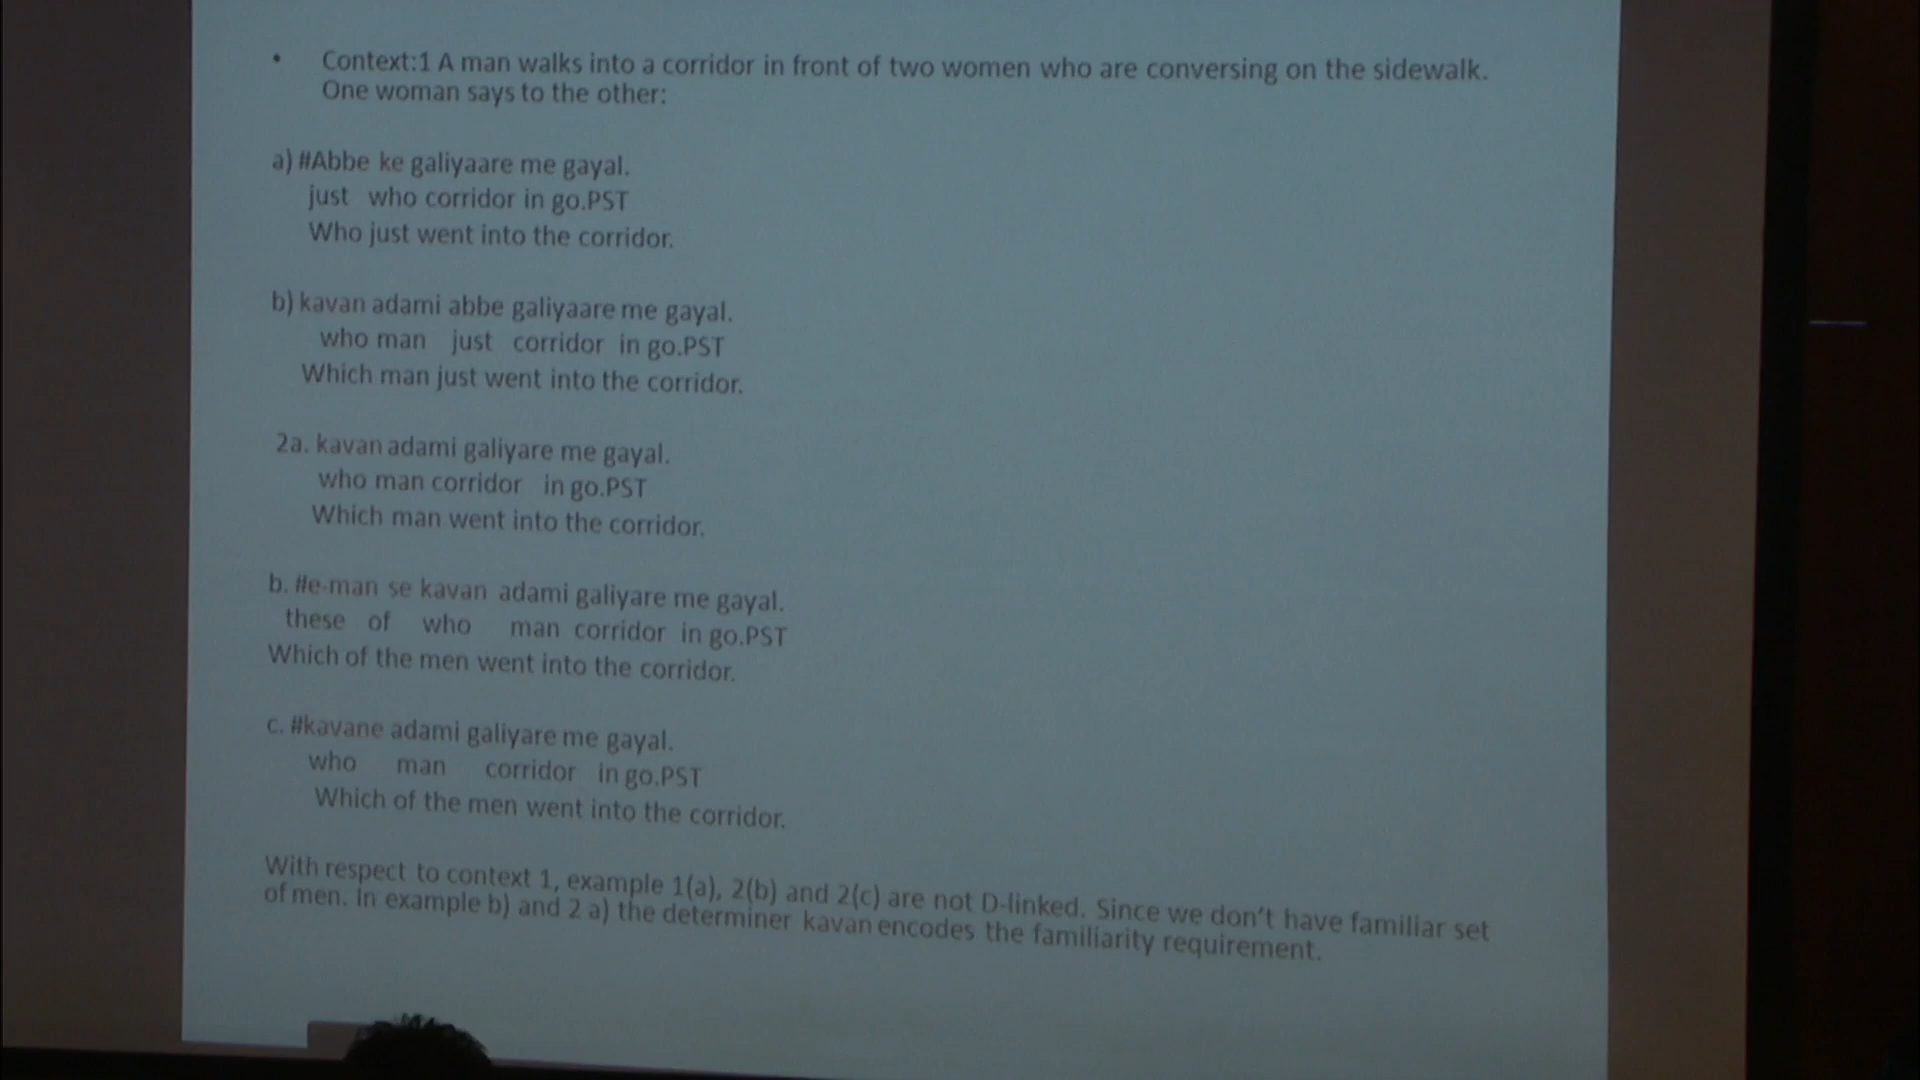 • Context:1 A man walks into a corridor in front of two women who are conversing on the sidewalk.
One woman says to the other:
a) #Abbe ke galiyaare me gayal.
just who corridor in go.PST
Who just went into the corridor.
b) kavan adami abbe galiyaare me gayal.
who man just corridor in go.PST
Which man just went into the corridor.
2a. kavan adami galiyare me gayal.
who man corridor in go.PST
Which man went into the corridor.
b. #e-man se kavan adami galiyare me gayal.
these of who man corridor in go.PST
Which of the men went into the corridor.
c. #kavane adami galiyare me gayal.
who man corridor in go.PST
Which of the men went into the corridor.
With respect to context 1, example 1(a), 2(b) and 2(c) are not D-linked. Since we don't have familiar set
of men. In example b) and 2 a) the determiner kavan encodes the familiarity requirement.